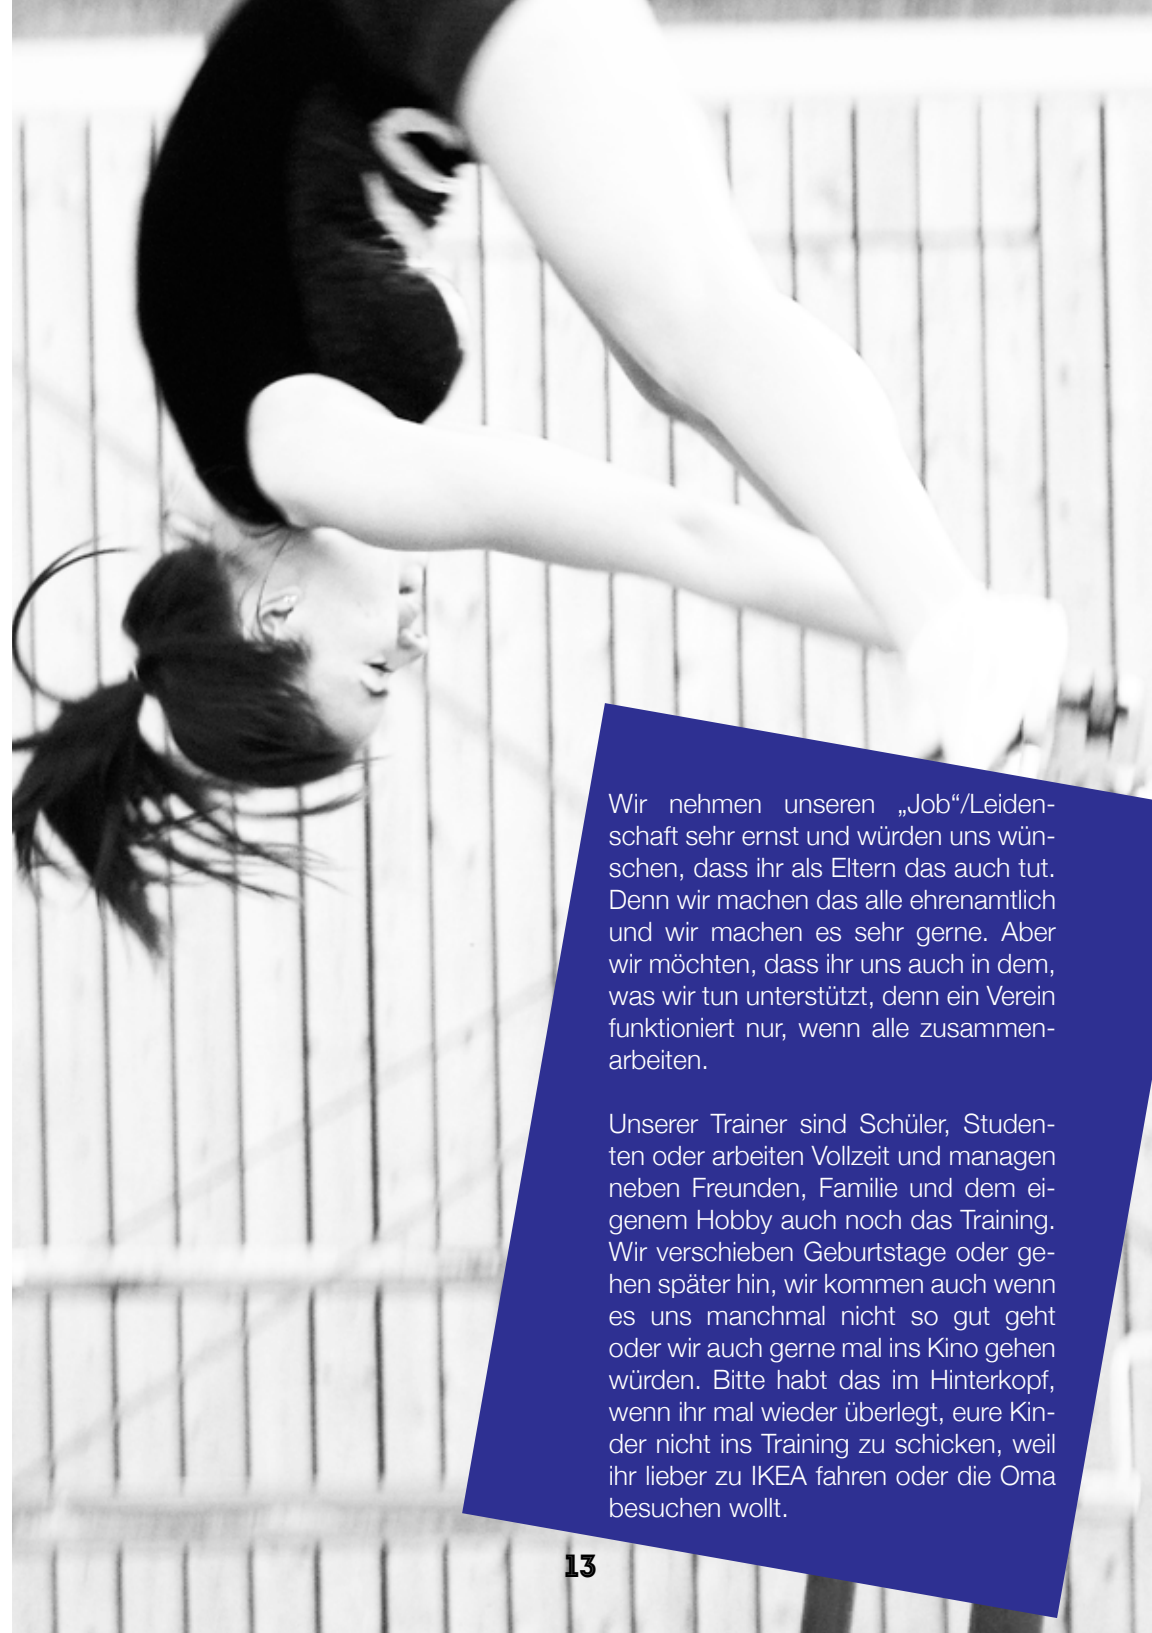 Wir nehmen unseren „Job“/Leiden-
schaft sehr ernst und würden uns wün-
schen, dass ihr als Eltern das auch tut.
Denn wir machen das alle ehrenamtlich
und wir machen es sehr gerne. Aber
wir möchten, dass ihr uns auch in dem,
was wir tun unterstützt, denn ein Verein
funktioniert nur, wenn alle zusammen-
arbeiten.
Unserer Trainer sind Schüler, Studen-
ten oder arbeiten Vollzeit und managen
neben Freunden, Familie und dem ei-
genem Hobby auch noch das Training.
Wir verschieben Geburtstage oder ge-
hen später hin, wir kommen auch wenn
es uns manchmal nicht so gut geht
oder wir auch gerne mal ins Kino gehen
würden. Bitte habt das im Hinterkopf,
wenn ihr mal wieder überlegt, eure Kin-
der nicht ins Training zu schicken, weil
ihr lieber zu IKEA fahren oder die Oma
besuchen wollt.
13